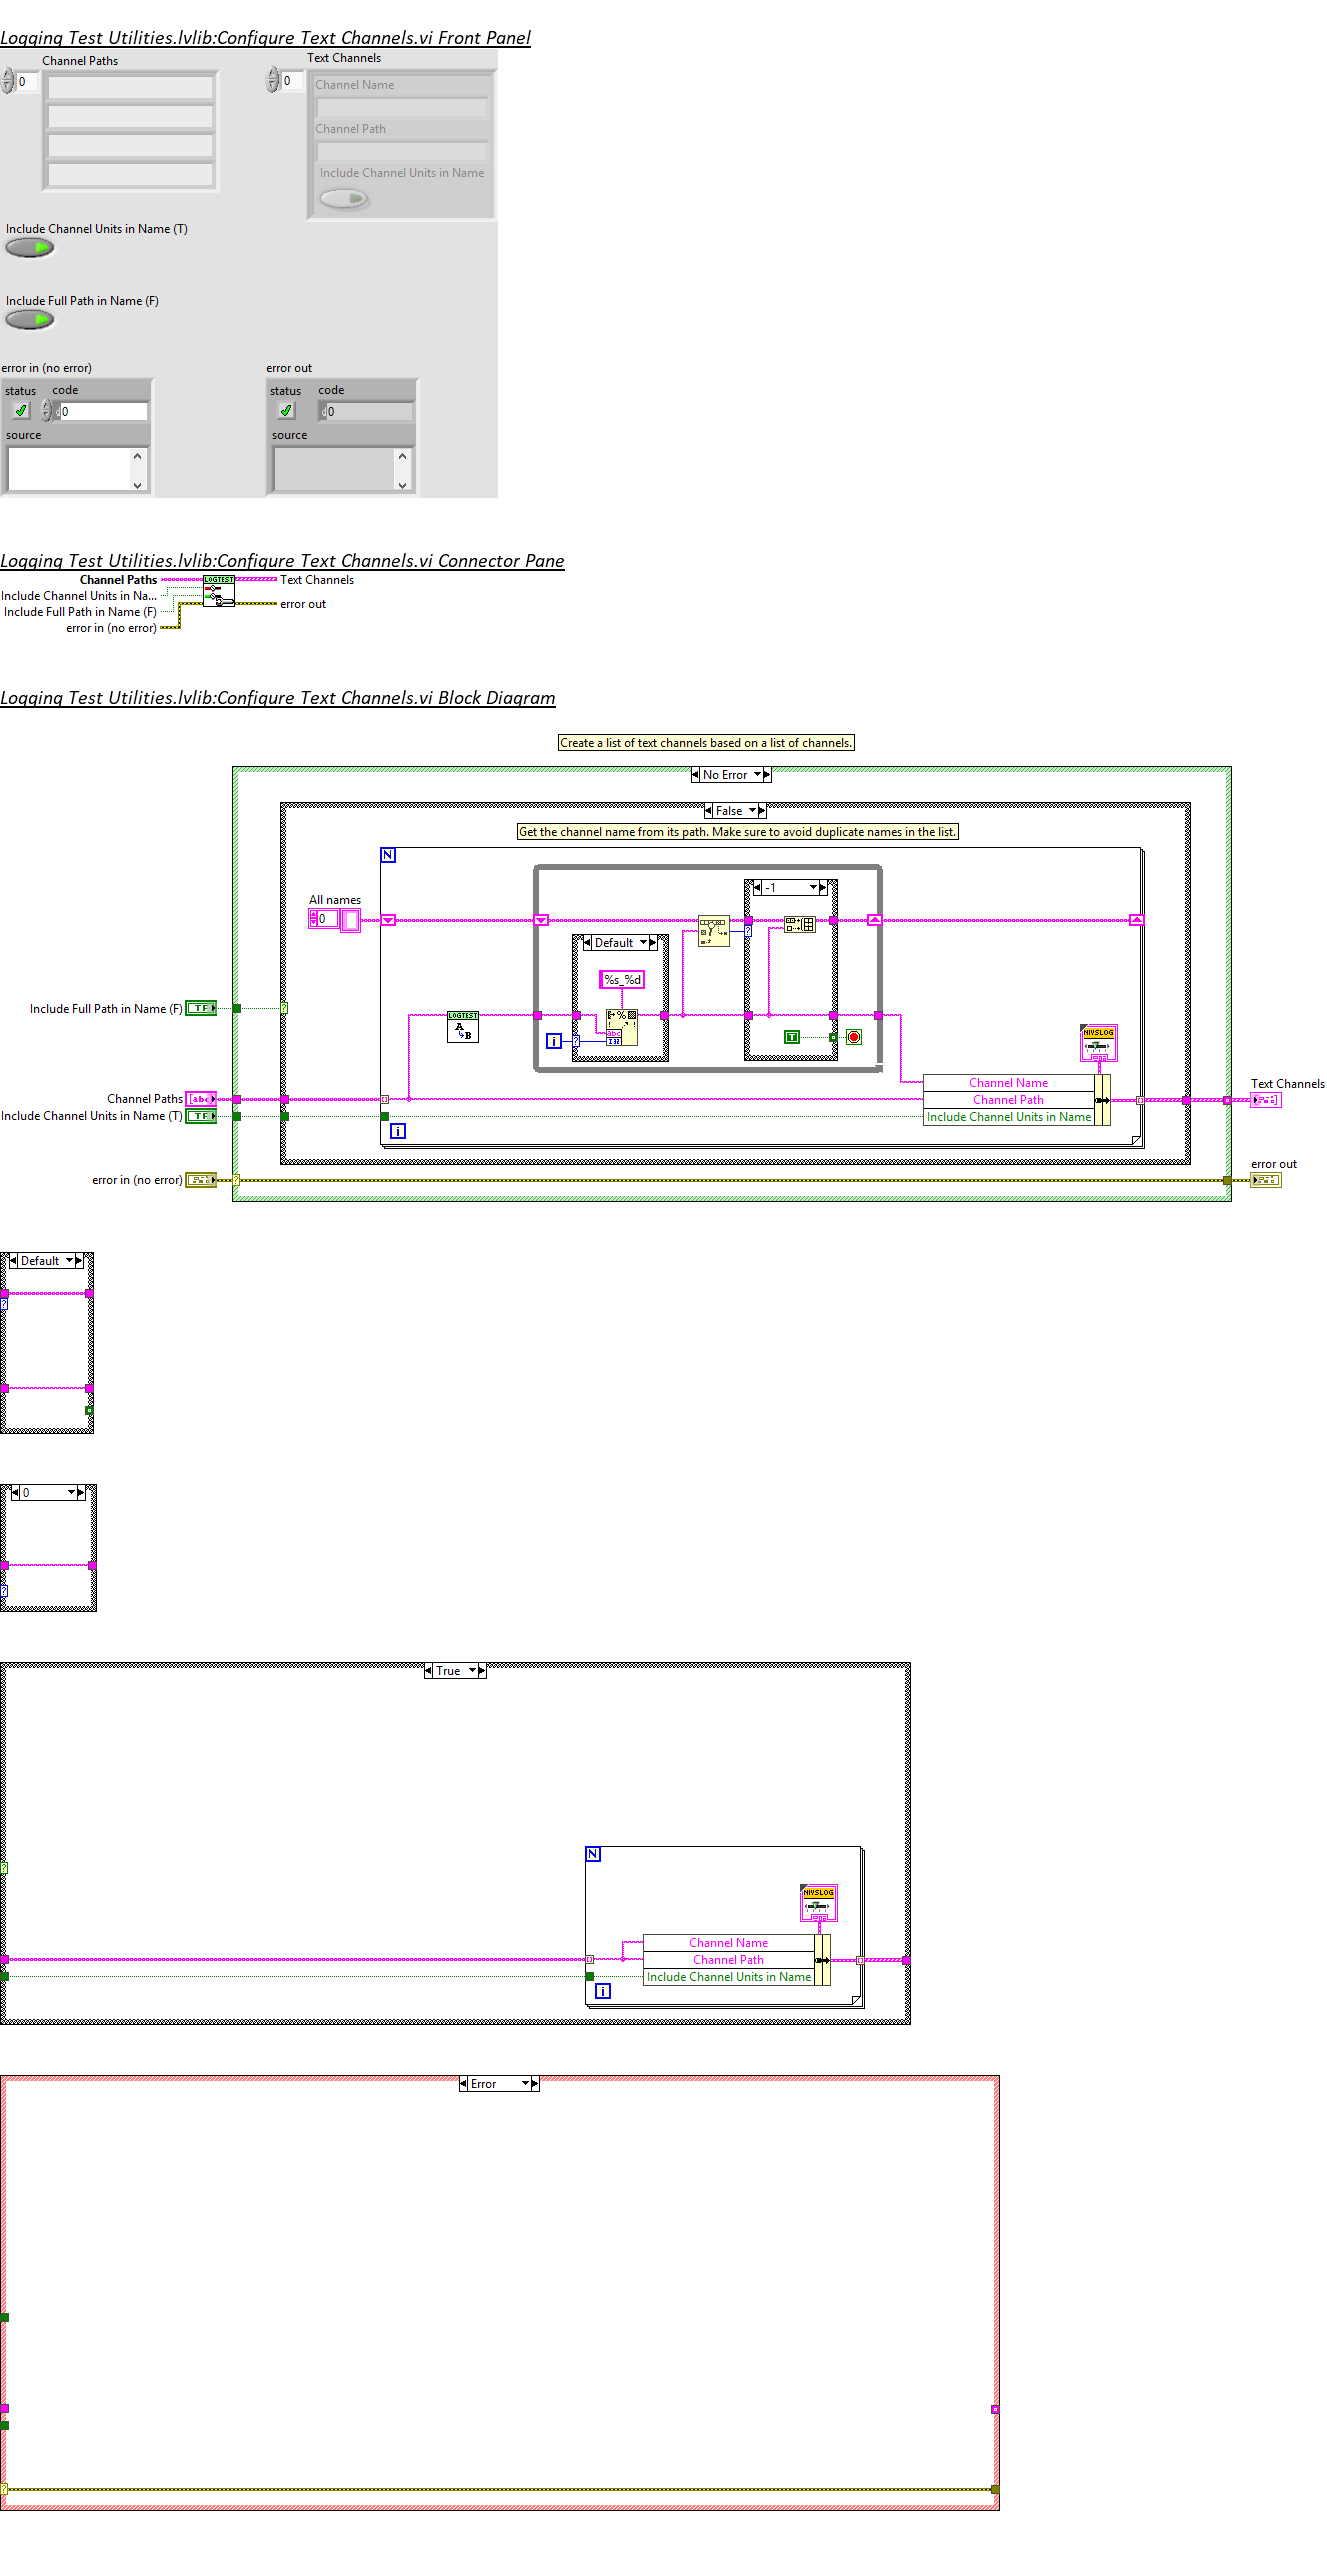 Logging Test Utilities.lvlib:Configure Text Channels.vi Front Panel
Channel Paths
0
Text Channels
0
Channel Name
Channel Path
Include Channel Units in Name
Include Channel Units in Name (T)
Include Full Path in Name (F)
error in (no error)
status
code
d
0
source
error out
status
code
d
0
source
Logging Test Utilities.lvlib:Configure Text Channels.vi Connector Pane
Channel Paths
LOGTEST
Text Channels
Include Channel Units in Na...
Include Full Path in Name (F)
error out
error in (no error)
Logging Test Utilities.lvlib:Configure Text Channels.vi Block Diagram
Create a list of text channels based on a list of channels.
No Error
False
Get the channel name from its path. Make sure to avoid duplicate names in the list.
N
-1
All names
0
Default
%s_%d
Include Full Path in Name (F)
TF
?
LOGTEST
A
B
i
?
abc
I32
%
?
T
NIVSLOG
Channel Name
Channel Path
Include Channel Units in Name
Channel Paths
[abc]
Include Channel Units in Name (T)
TF
i
Text Channels
error in (no error)
?
error out
Default
?
0
?
True
?
N
NIVSLOG
Channel Name
Channel Path
Include Channel Units in Name
i
Error
?